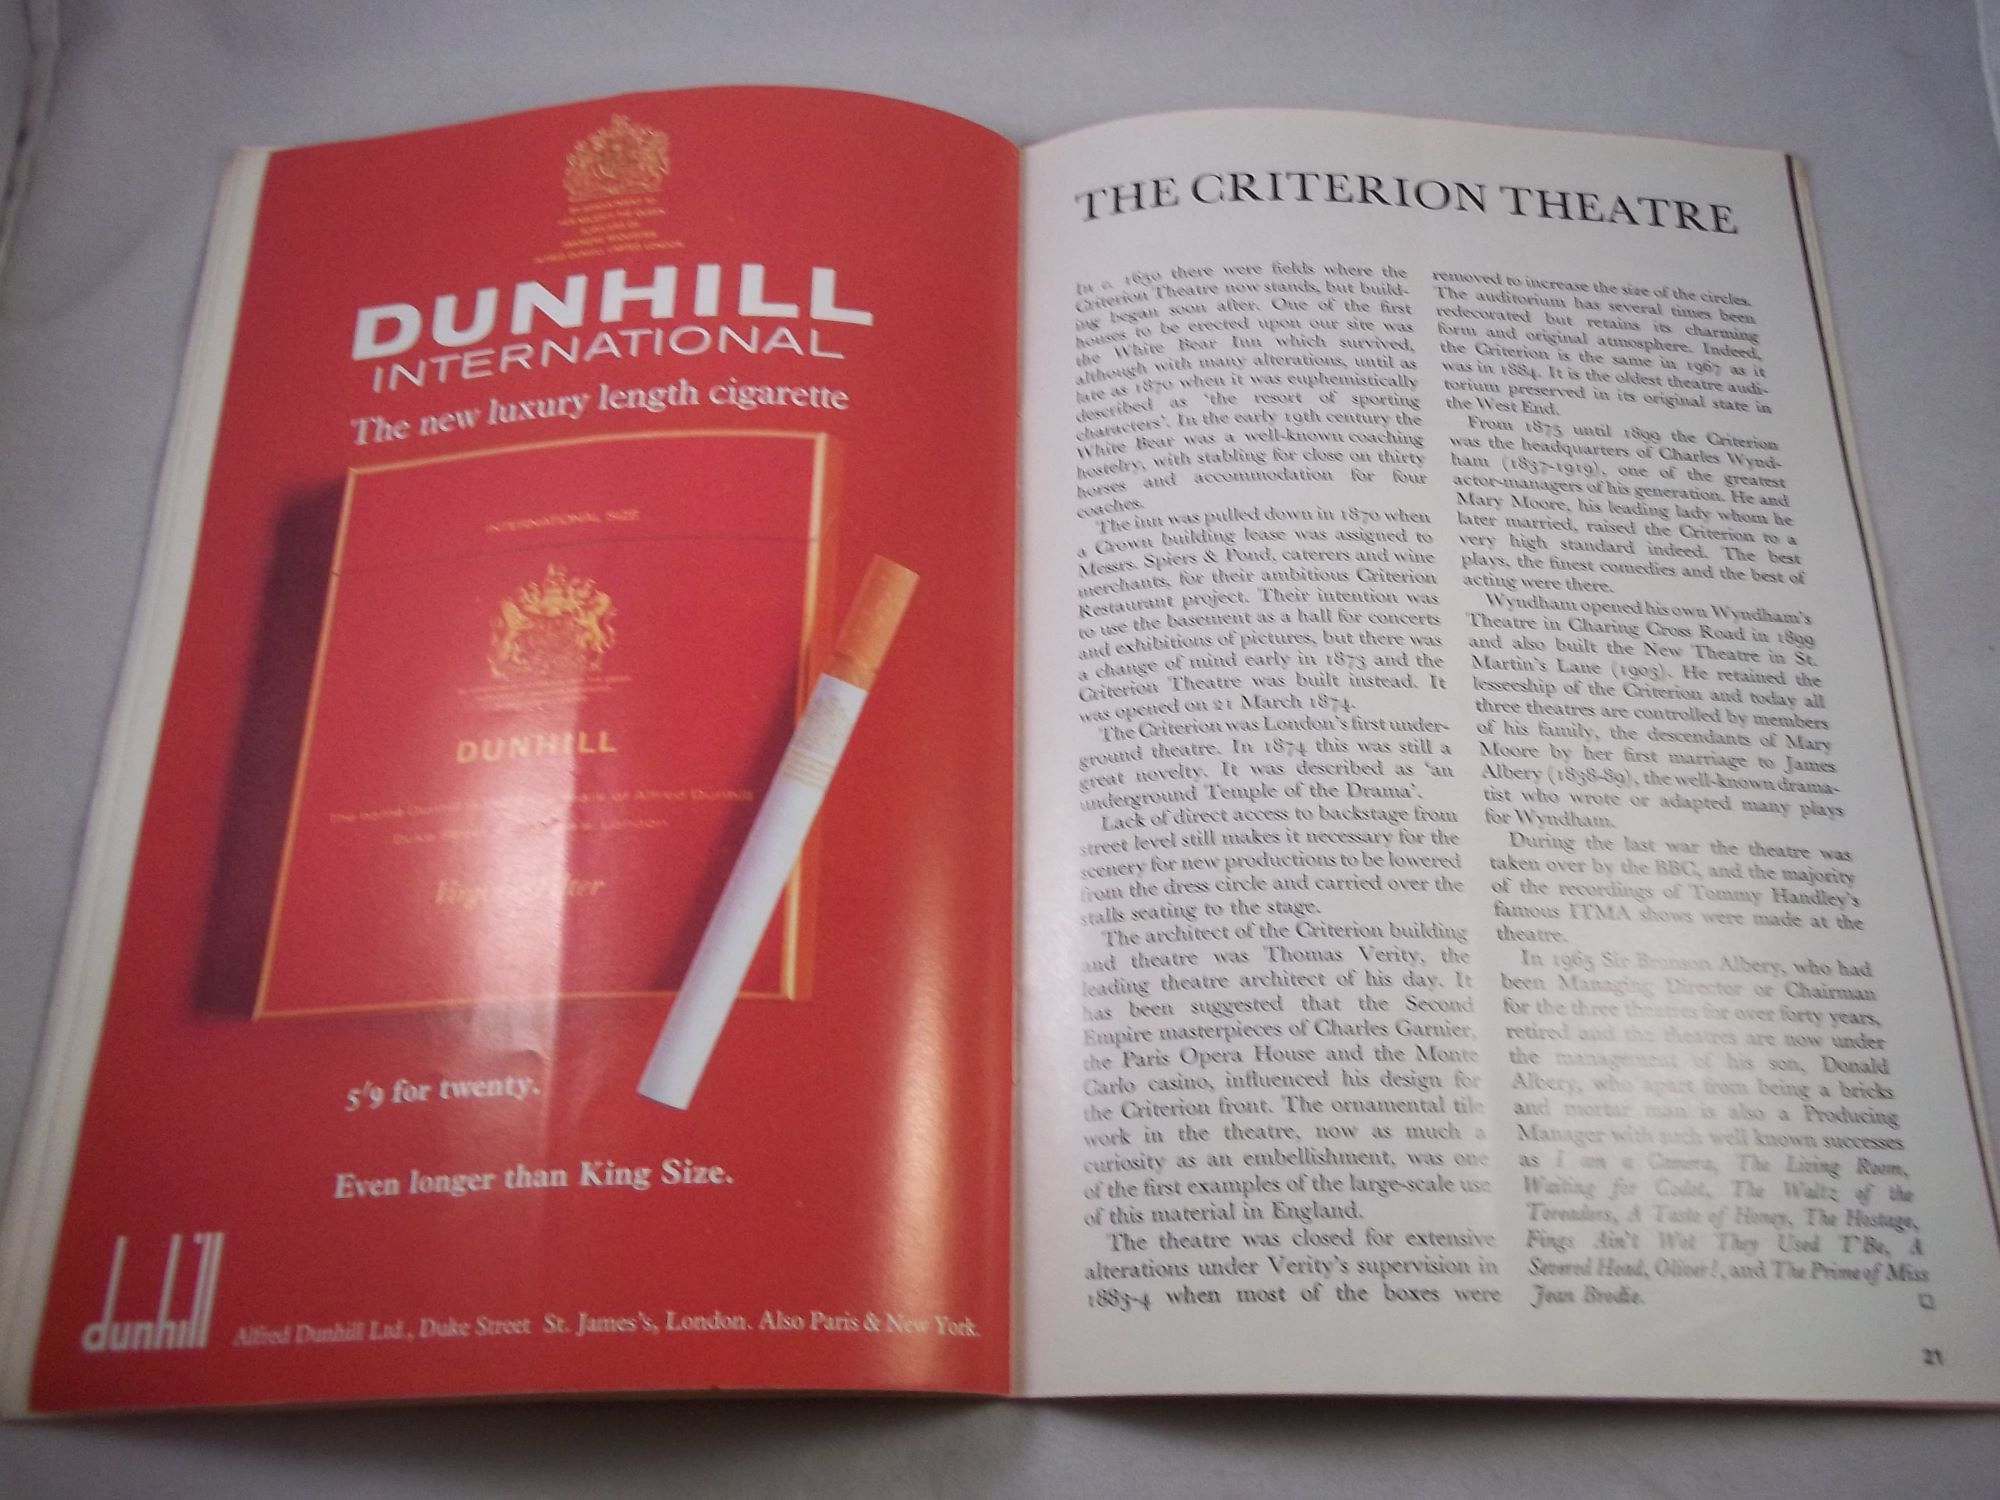 DUNHILL
INTERNATIONAL
The new luxury length cigarette
INTERNATIONAL SIZE
DUNHILL
5'9 for twenty.
Even longer than King Size.
dunhill
Alfred Dunhill Ltd., Duke Street St. James's, London. Also Paris & New York.
THE CRITERION THEATRE
In c. 1650 there were fields where the
Criterion Theatre now stands, but build-
ing began soon after. One of the first
houses to be erected upon our site was
the White Bear Inn which survived,
although with many alterations, until as
late as 1870 when it was euphemistically
described as 'the resort of sporting
characters'. In the early 19th century the
White Bear was a well-known coaching
hostelry, with stabling for close on thirty
horses and accommodation for four
coaches.
The inn was pulled down in 1870 when
a Crown building lease was assigned to
Messrs. Spiers & Pond, caterers and wine
merchants, for their ambitious Criterion
Restaurant project. Their intention was
to use the basement as a hall for concerts
and exhibitions of pictures, but there was
a change of mind early in 1873 and the
Criterion Theatre was built instead. It
was opened on 21 March 1874.
The Criterion was London's first under-
ground theatre. In 1874 this was still a
great novelty. It was described as 'an
underground Temple of the Drama'.
Lack of direct access to backstage from
street level still makes it necessary for the
scenery for new productions to be lowered
from the dress circle and carried over the
stalls seating to the stage.
The architect of the Criterion building
and theatre was Thomas Verity, the
leading theatre architect of his day. It
has been suggested that the Second
Empire masterpieces of Charles Garnier,
the Paris Opera House and the Monte
Carlo casino, influenced his design for
the Criterion front. The ornamental tile
work in the theatre, now as much a
curiosity as an embellishment, was one
of the first examples of the large-scale use
of this material in England.
The theatre was closed for extensive
alterations under Verity's supervision in
1883-4 when most of the boxes were
removed to increase the size of the circles.
The auditorium has several times been
redecorated but retains its charming
form and original atmosphere. Indeed,
the Criterion is the same in 1967 as it
was in 1884. It is the oldest theatre audi-
torium preserved in its original state in
the West End.
From 1875 until 1899 the Criterion
was the headquarters of Charles Wynd-
ham (1837-1919), one of the greatest
actor-managers of his generation. He and
Mary Moore, his leading lady whom he
later married, raised the Criterion to a
very high standard indeed. The best
plays, the finest comedies and the best of
acting were there.
Wyndham opened his own Wyndham's
Theatre in Charing Cross Road in 1899
and also built the New Theatre in St.
Martin's Lane (1903). He retained the
lesseeship of the Criterion and today all
three theatres are controlled by members
of his family, the descendants of Mary
Moore by her first marriage to James
Albery (1838-89), the well-known drama-
tist who wrote or adapted many plays
for Wyndham.
During the last war the theatre was
taken over by the BBC, and the majority
of the recordings of Tommy Handley's
famous ITMA shows were made at the
theatre.
In 1965 Sir Bronson Albery, who had
been Managing Director or Chairman
for the three theatres for over forty years,
retired and the theatres are now under
the management of his son, Donald
Albery, who apart from being a bricks
and mortar man is also a Producing
Manager with such well known successes
as I am a Camera, The Living Room,
Waiting for Godot, The Waltz of the
Toreadors, A Taste of Honey, The Hostage,
Fings Ain't Wot They Used T'Be, A
Severed Head, Oliver!, and The Prime of Miss
Jean Brodie.
21